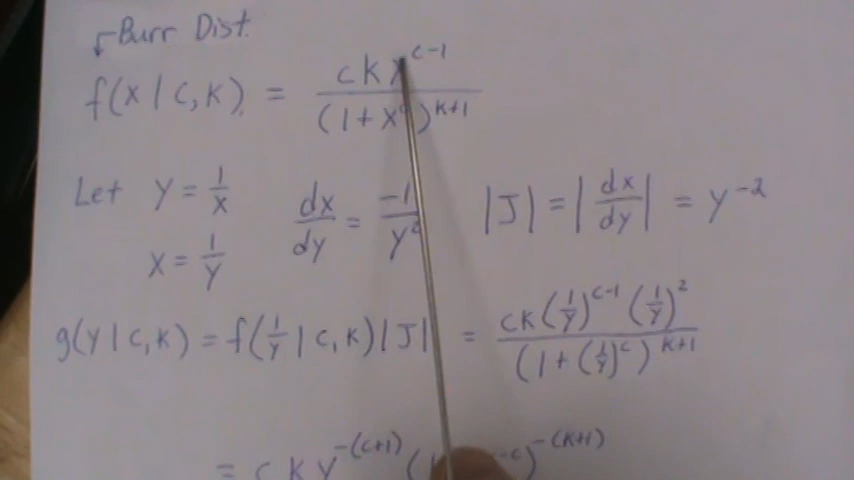 ↱Burr Dist.
f(x | c, k) = ckx^(c-1) / (1 + x^c)^(k+1)
Let y = 1/x    dx/dy = -1/y²    |J| = |dx/dy| = y^-2
x = 1/y
g(y | c, k) = f(1/y | c, k) |J| = ck(1/y)^(c-1) (1/y)² / (1 + (1/y)^c)^(k+1)
= c k y^-(c+1) ( ^-c)^-(k+1)